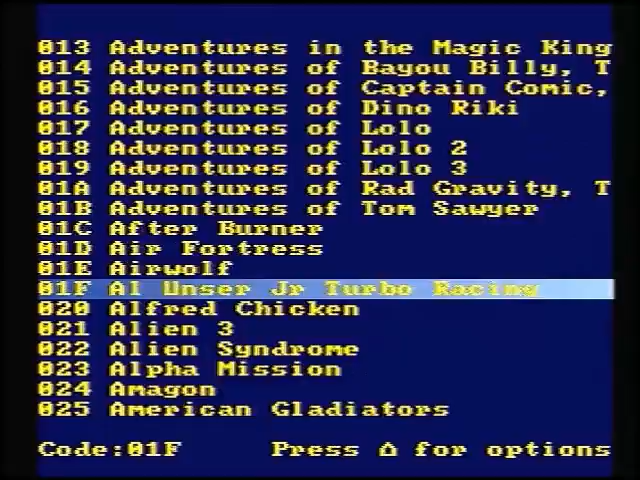 013 Adventures in the Magic King
014 Adventures of Bayou Billy, T
015 Adventures of Captain Comic,
016 Adventures of Dino Riki
017 Adventures of Lolo
018 Adventures of Lolo 2
019 Adventures of Lolo 3
01A Adventures of Rad Gravity, T
01B Adventures of Tom Sawyer
01C After Burner
01D Air Fortress
01E Airwolf
01F Al Unser Jr Turbo Racing
020 Alfred Chicken
021 Alien 3
022 Alien Syndrome
023 Alpha Mission
024 Amagon
025 American Gladiators
Code:01F Press Δ for options